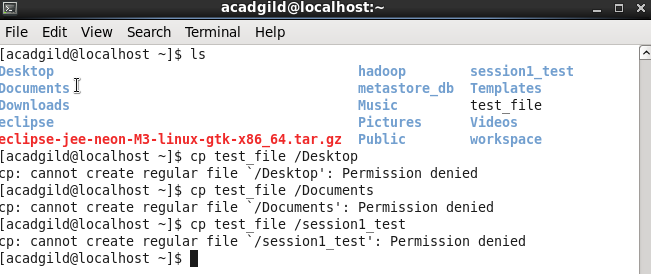 acadgild@localhost:~
File Edit View Search Terminal Help
[acadgild@localhost ~]$ ls
Desktop hadoop session1_test
Documents metastore_db Templates
Downloads Music test_file
eclipse Pictures Videos
eclipse-jee-neon-M3-linux-gtk-x86_64.tar.gz Public workspace
[acadgild@localhost ~]$ cp test_file /Desktop
cp: cannot create regular file `/Desktop': Permission denied
[acadgild@localhost ~]$ cp test_file /Documents
cp: cannot create regular file `/Documents': Permission denied
[acadgild@localhost ~]$ cp test_file /session1_test
cp: cannot create regular file `/session1_test': Permission denied
[acadgild@localhost ~]$